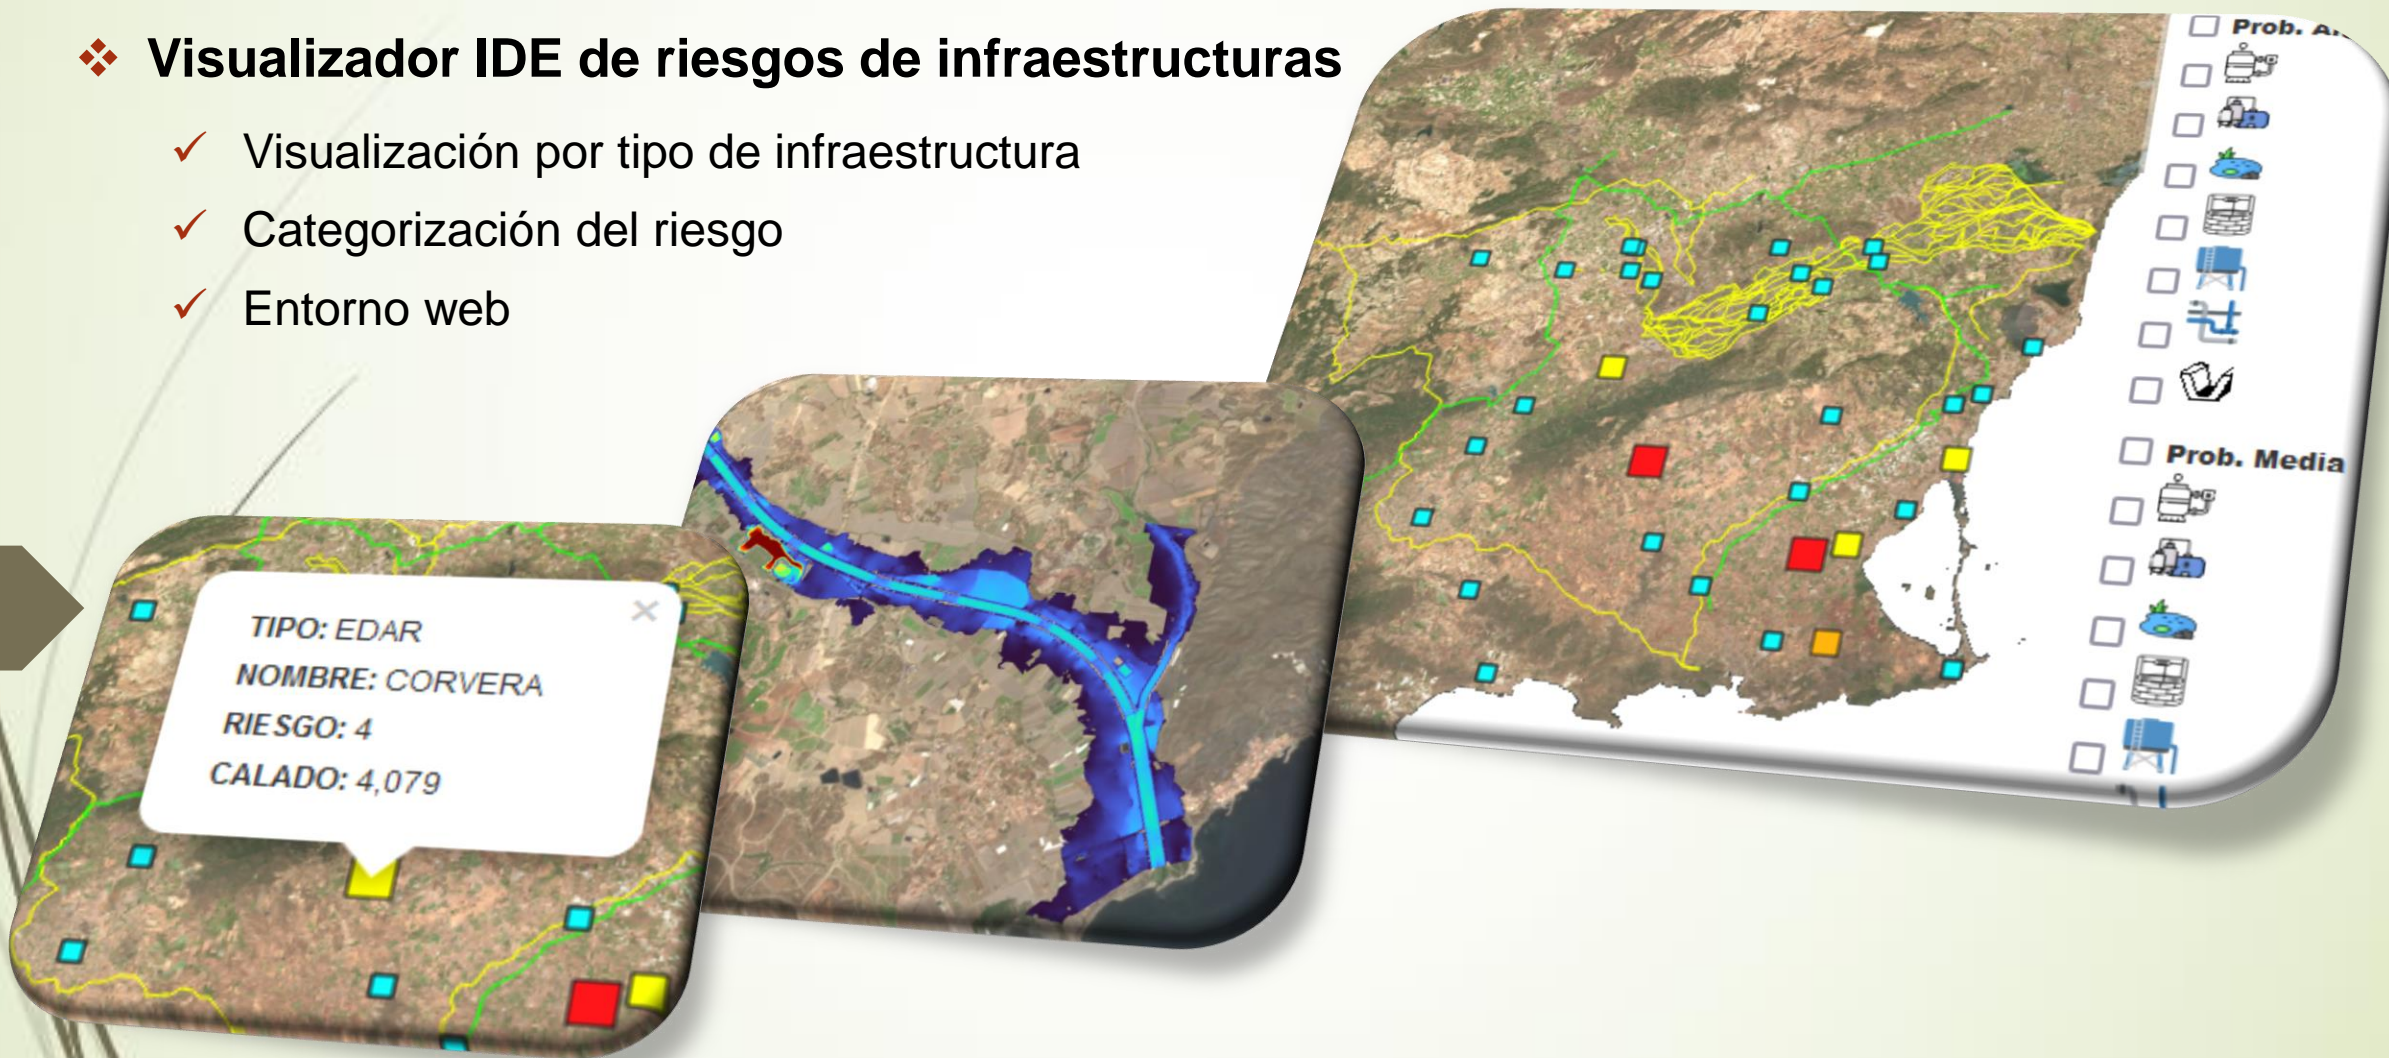 Visualizador IDE de riesgos de infraestructuras
Visualización por tipo de infraestructura
Categorización del riesgo
Entorno web
TIPO: EDAR
NOMBRE: CORVERA
RIESGO: 4
CALADO: 4,079
Prob.
Prob. Media